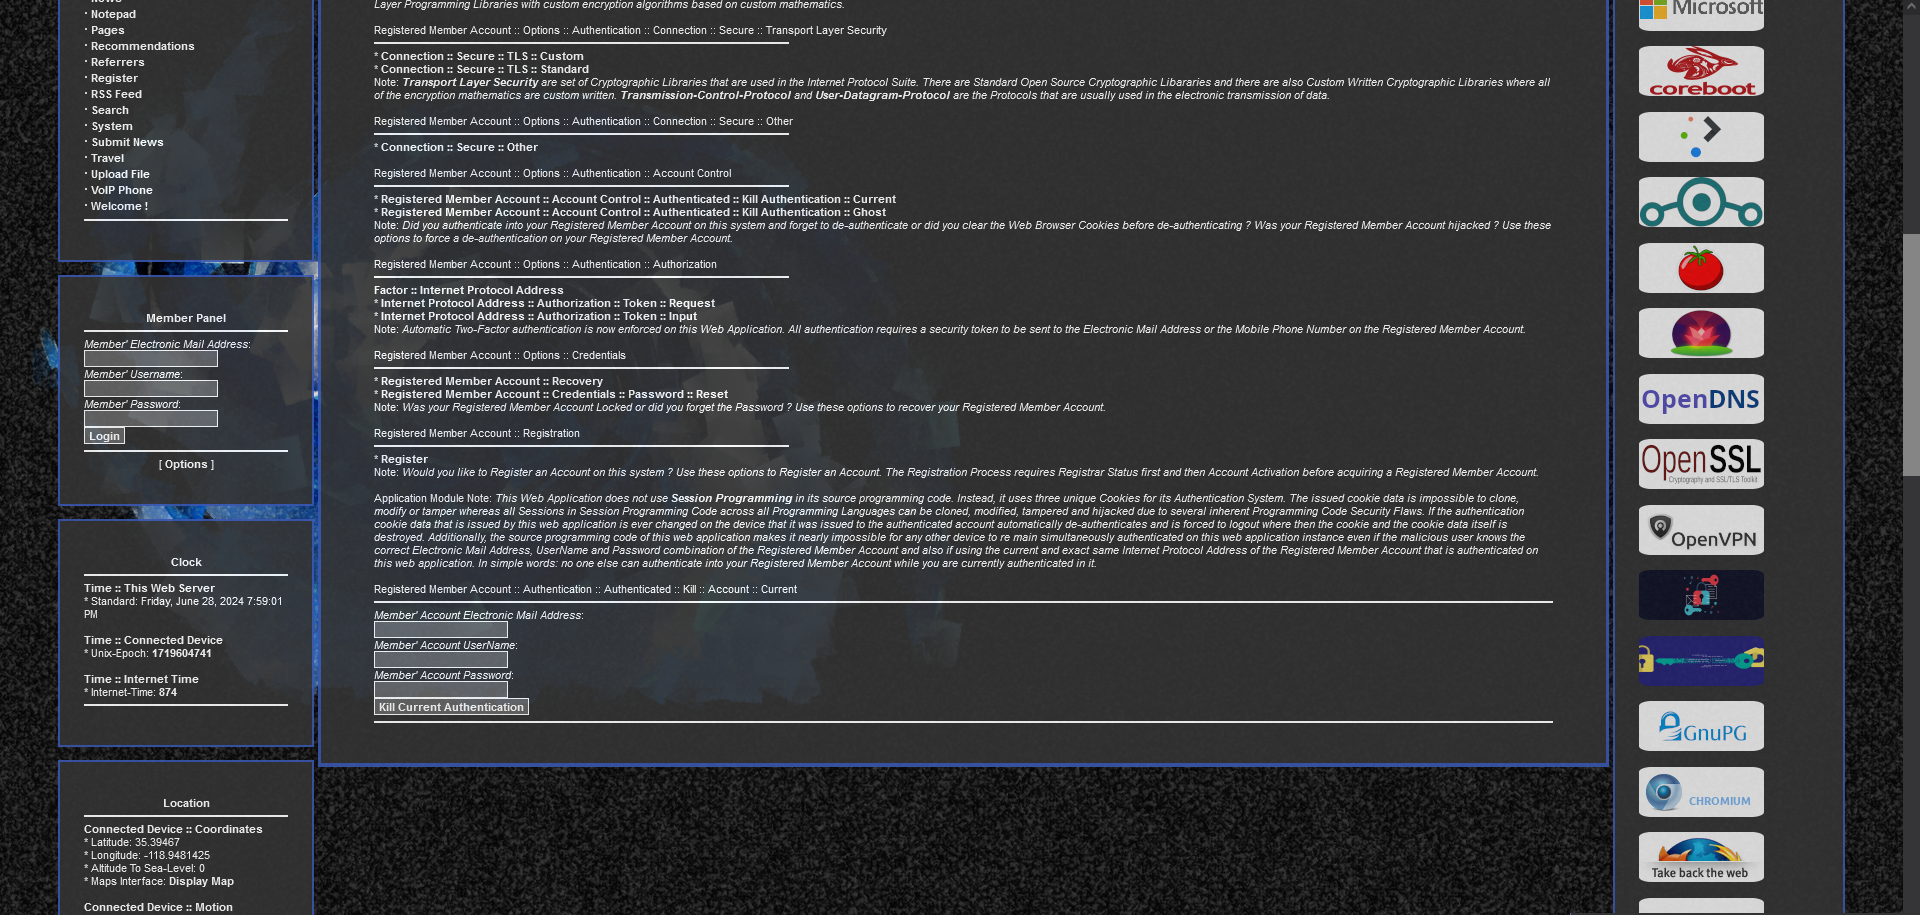 News
· Notepad
· Pages
· Recommendations
· Referrers
· Register
· RSS Feed
· Search
· System
· Submit News
· Travel
· Upload File
· VoIP Phone
· Welcome !
Member Panel
Member' Electronic Mail Address:
Member' Username:
Member' Password:
Login
[ Options ]
Clock
Time :: This Web Server
* Standard: Friday, June 28, 2024 7:59:01
PM
Time :: Connected Device
* Unix-Epoch: 1719604741
Time :: Internet Time
* Internet-Time: 874
Location
Connected Device :: Coordinates
* Latitude: 35.39467
* Longitude: -118.9481425
* Altitude To Sea-Level: 0
* Maps Interface: Display Map
Connected Device :: Motion
Layer Programming Libraries with custom encryption algorithms based on custom mathematics.
Registered Member Account :: Options :: Authentication :: Connection :: Secure :: Transport Layer Security
* Connection :: Secure :: TLS :: Custom
* Connection :: Secure :: TLS :: Standard
Note: Transport Layer Security are set of Cryptographic Libraries that are used in the Internet Protocol Suite. There are Standard Open Source Cryptographic Libararies and there are also Custom Written Cryptographic Libraries where all
of the encryption mathematics are custom written. Transmission-Control-Protocol and User-Datagram-Protocol are the Protocols that are usually used in the electronic transmission of data.
Registered Member Account :: Options :: Authentication :: Connection :: Secure :: Other
* Connection :: Secure :: Other
Registered Member Account :: Options :: Authentication :: Account Control
* Registered Member Account :: Account Control :: Authenticated :: Kill Authentication :: Current
* Registered Member Account :: Account Control :: Authenticated :: Kill Authentication :: Ghost
Note: Did you authenticate into your Registered Member Account on this system and forget to de-authenticate or did you clear the Web Browser Cookies before de-authenticating ? Was your Registered Member Account hijacked ? Use these
options to force a de-authentication on your Registered Member Account.
Registered Member Account :: Options :: Authentication :: Authorization
Factor :: Internet Protocol Address
* Internet Protocol Address :: Authorization :: Token :: Request
* Internet Protocol Address :: Authorization :: Token :: Input
Note: Automatic Two-Factor authentication is now enforced on this Web Application. All authentication requires a security token to be sent to the Electronic Mail Address or the Mobile Phone Number on the Registered Member Account.
Registered Member Account :: Options :: Credentials
* Registered Member Account :: Recovery
* Registered Member Account :: Credentials :: Password :: Reset
Note: Was your Registered Member Account Locked or did you forget the Password ? Use these options to recover your Registered Member Account.
Registered Member Account :: Registration
* Register
Note: Would you like to Register an Account on this system ? Use these options to Register an Account. The Registration Process requires Registrar Status first and then Account Activation before acquiring a Registered Member Account.
Application Module Note: This Web Application does not use Session Programming in its source programming code. Instead, it uses three unique Cookies for its Authentication System. The issued cookie data is impossible to clone,
modify or tamper whereas all Sessions in Session Programming Code across all Programming Languages can be cloned, modified, tampered and hijacked due to several inherent Programming Code Security Flaws. If the authentication
cookie data that is issued by this web application is ever changed on the device that it was issued to the authenticated account automatically de-authenticates and is forced to logout where then the cookie and the cookie data itself is
destroyed. Additionally, the source programming code of this web application makes it nearly impossible for any other device to re main simultaneously authenticated on this web application instance even if the malicious user knows the
correct Electronic Mail Address, UserName and Password combination of the Registered Member Account and also if using the current and exact same Internet Protocol Address of the Registered Member Account that is authenticated on
this web application. In simple words: no one else can authenticate into your Registered Member Account while you are currently authenticated in it.
Registered Member Account :: Authentication :: Authenticated :: Kill :: Account :: Current
Member' Account Electronic Mail Address:
Member' Account UserName:
Member' Account Password:
Kill Current Authentication
Microsoft
coreboot
OpenDNS
OpenSSL
Cryptography and SSL/TLS Toolkit
OpenVPN
GnuPG
CHROMIUM
Take back the web